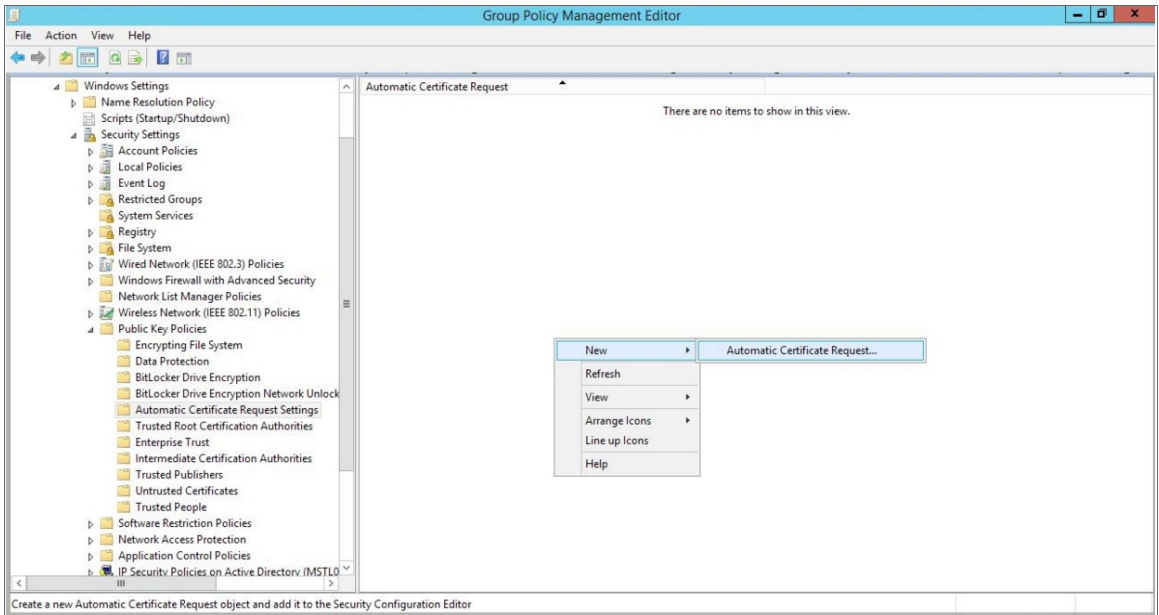 Group Policy Management Editor
File Action View Help
Windows Settings
Name Resolution Policy
Scripts (Startup/Shutdown)
Security Settings
Account Policies
Local Policies
Event Log
Restricted Groups
System Services
Registry
File System
Wired Network (IEEE 802.3) Policies
Windows Firewall with Advanced Security
Network List Manager Policies
Wireless Network (IEEE 802.11) Policies
Public Key Policies
Encrypting File System
Data Protection
BitLocker Drive Encryption
BitLocker Drive Encryption Network Unlock
Automatic Certificate Request Settings
Trusted Root Certification Authorities
Enterprise Trust
Intermediate Certification Authorities
Trusted Publishers
Untrusted Certificates
Trusted People
Software Restriction Policies
Network Access Protection
Application Control Policies
IP Security Policies on Active Directory (MSTL0
Automatic Certificate Request
There are no items to show in this view.
New
Automatic Certificate Request...
Refresh
View
Arrange Icons
Line up Icons
Help
Create a new Automatic Certificate Request object and add it to the Security Configuration Editor